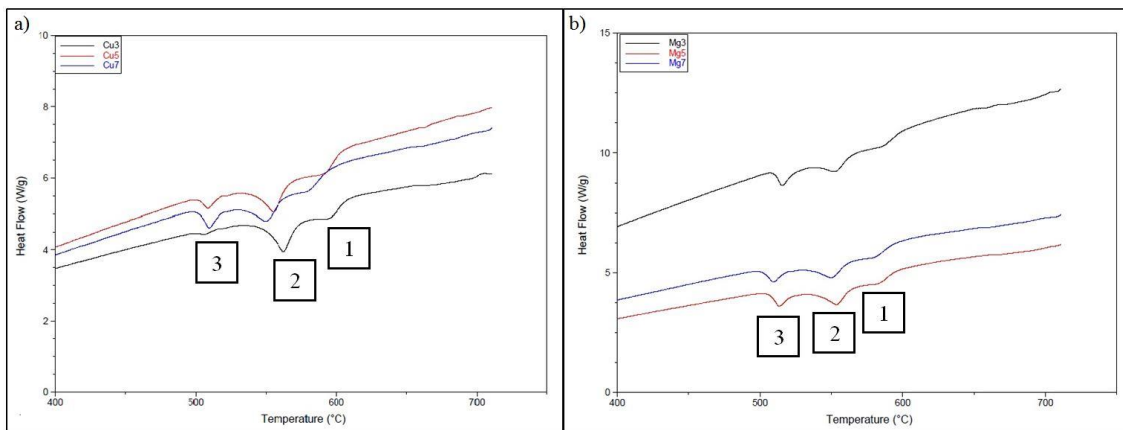 a)
Cu3
Cu5
Cu7
Heat Flow (W/g)
10
8
6
4
2
0
3
2
1
400
500
600
700
Temperature (°C)
b)
Mg3
Mg5
Mg7
Heat Flow (W/g)
15
10
5
0
3
2
1
400
500
600
700
Temperature (°C)